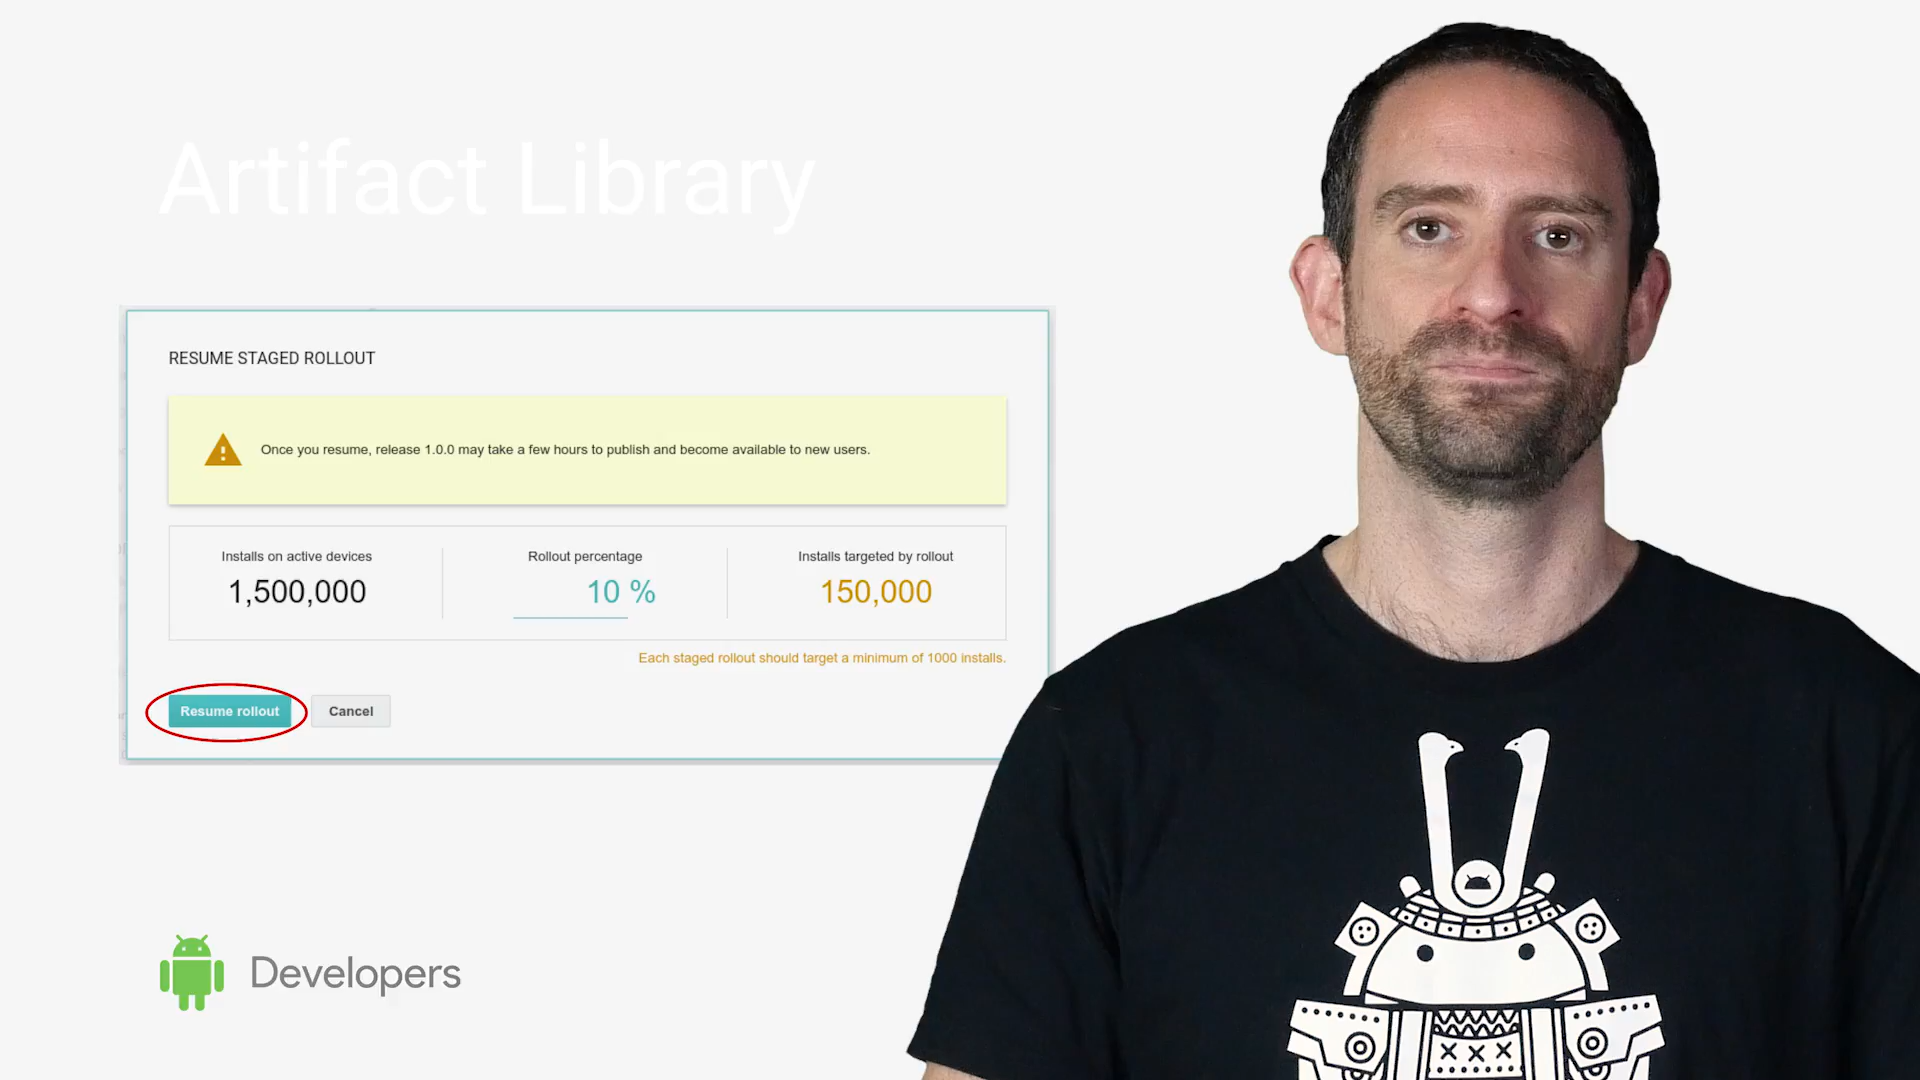 Artifact Library
RESUME STAGED ROLLOUT
Once you resume, release 1.0.0 may take a few hours to publish and become available to new users.
Installs on active devices
1,500,000
Rollout percentage
10 %
Installs targeted by rollout
150,000
Each staged rollout should target a minimum of 1000 installs.
Resume rollout
Cancel
Developers